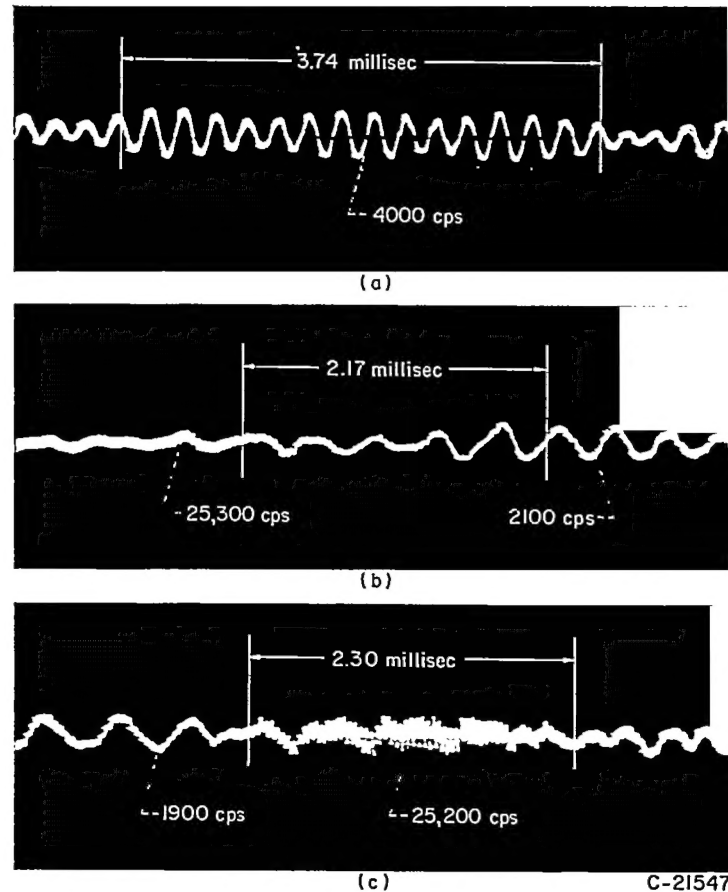 3.74 millisec
4000 cps
(a)
2.17 millisec
25,300 cps
2100 cps
(b)
2.30 millisec
1900 cps
25,200 cps
(c)
C-21547